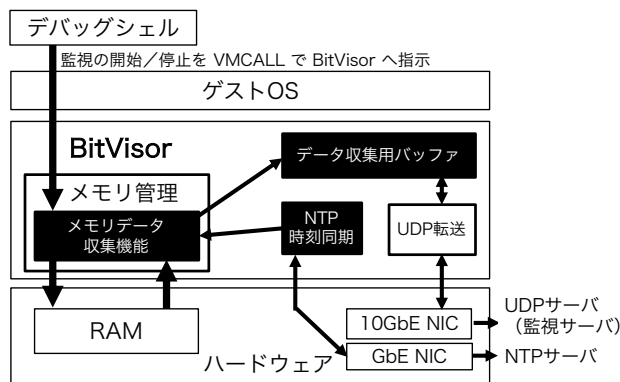 デバッグシェル
監視の開始／停止を VMCALL で BitVisor へ指示
ゲストOS
BitVisor
データ収集用バッファ
メモリ管理
メモリデータ
収集機能
NTP
時刻同期
UDP転送
RAM
ハードウェア
10GbE NIC
GbE NIC
UDPサーバ
（監視サーバ）
NTPサーバ